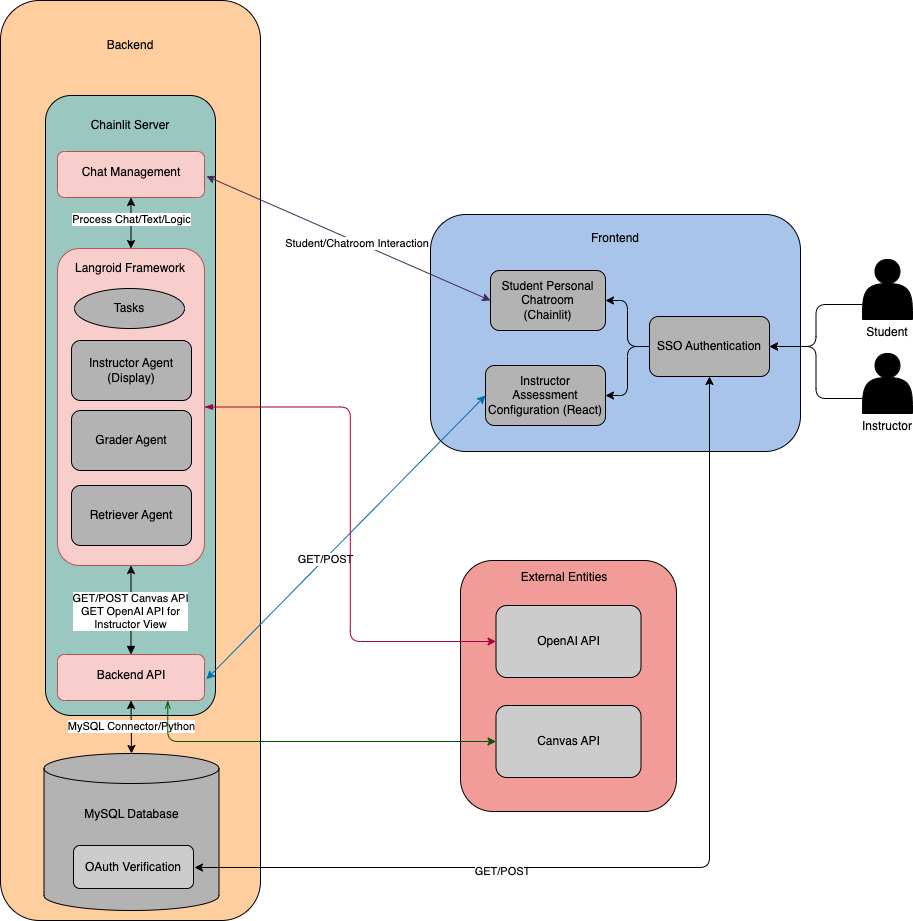 Backend
Chainlit Server
Chat Management
Process Chat/Text/Logic
Langroid Framework
Tasks
Instructor Agent
(Display)
Grader Agent
Retriever Agent
GET/POST Canvas API
GET OpenAI API for
Instructor View
Backend API
MySQL Connector/Python
MySQL Database
OAuth Verification
Student/Chatroom Interaction
GET/POST
Frontend
Student Personal
Chatroom
(Chainlit)
Instructor
Assessment
Configuration (React)
SSO Authentication
Student
Instructor
External Entities
OpenAI API
Canvas API
GET/POST